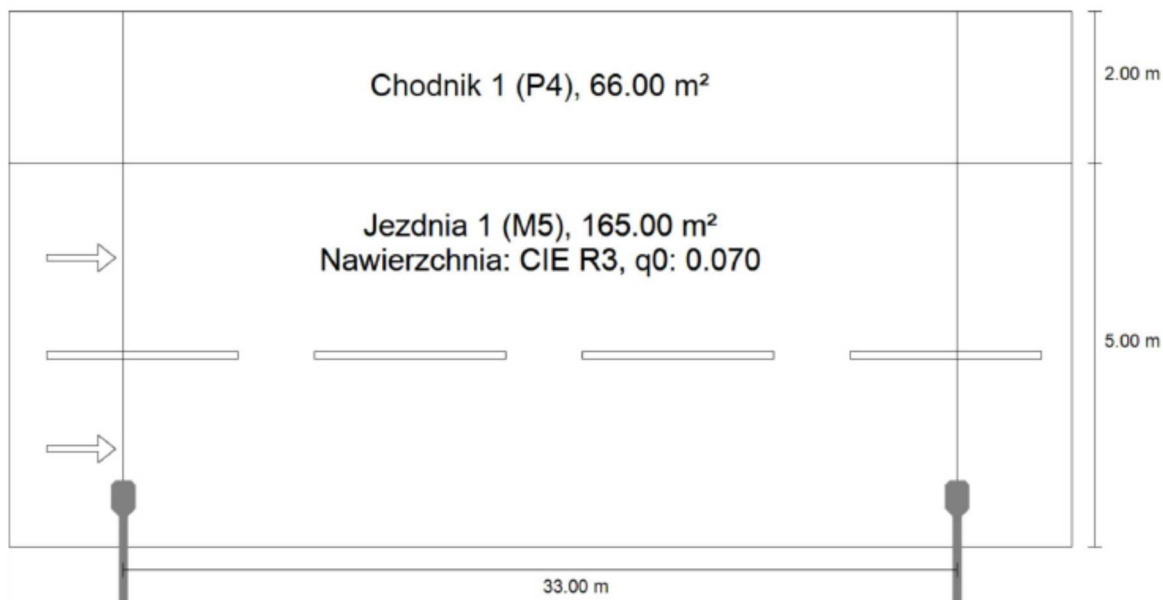 Chodnik 1 (P4), 66.00 m²
2.00 m
Jezdnia 1 (M5), 165.00 m²
Nawierzchnia: CIE R3, q0: 0.070
5.00 m
33.00 m